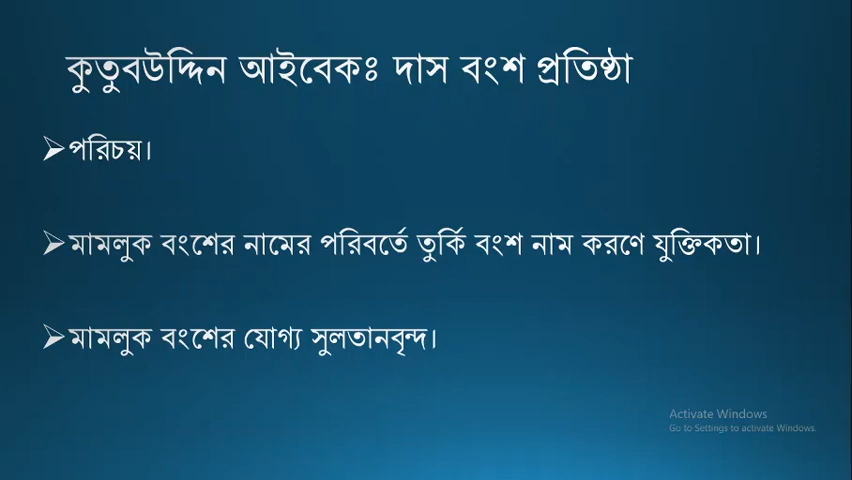 কুতুবউদ্দিন আইবেকঃ দাস বংশ প্রতিষ্ঠা
➢পরিচয়।
➢মামলুক বংশের নামের পরিবর্তে তুর্কি বংশ নাম করণে যুক্তিকতা।
➢মামলুক বংশের যোগ্য সুলতানবৃন্দ।
Activate Windows
Go to Settings to activate Windows.